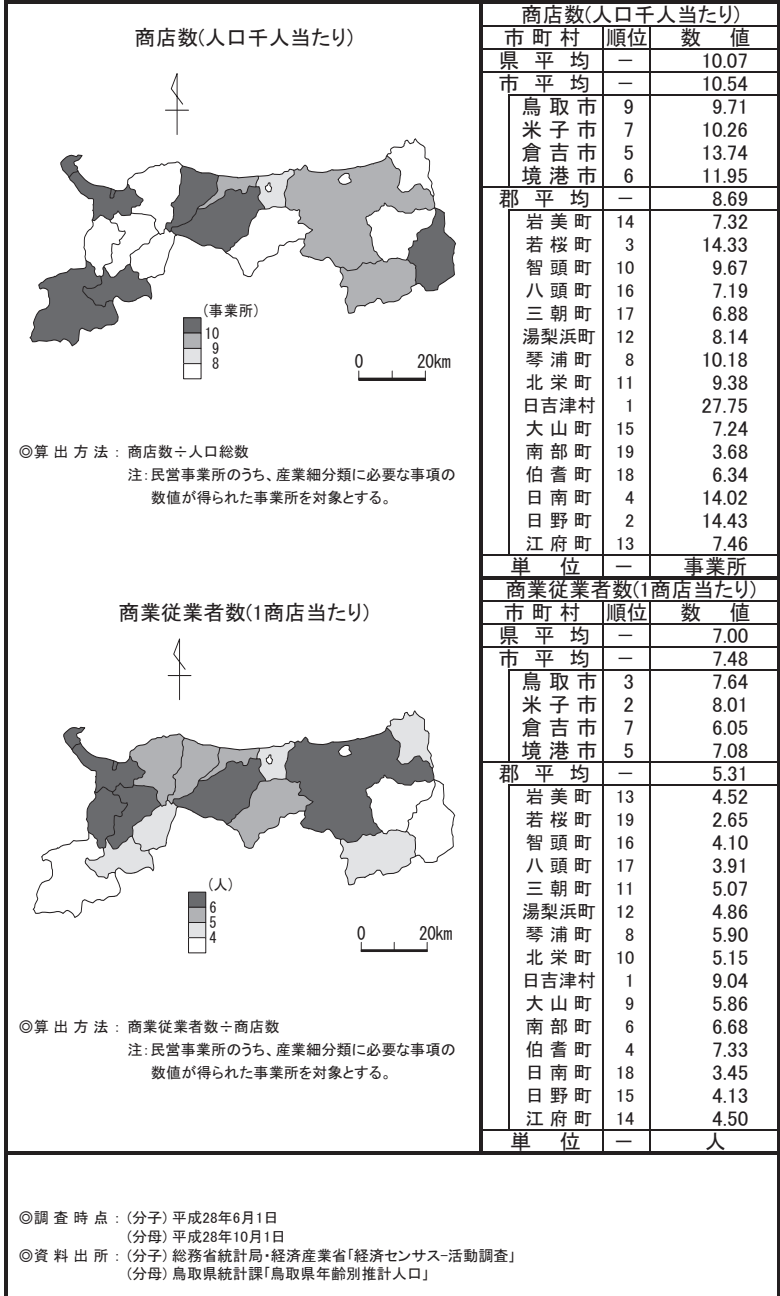 商店数(人口千人当たり)
(事業所)
10
9
8
0 20km
◎算出方法：商店数÷人口総数
注:民営事業所のうち、産業細分類に必要な事項の
数値が得られた事業所を対象とする。
商店数(人口千人当たり)
市町村 順位 数値
県平均 － 10.07
市平均 － 10.54
鳥取市 9 9.71
米子市 7 10.26
倉吉市 5 13.74
境港市 6 11.95
郡平均 － 8.69
岩美町 14 7.32
若桜町 3 14.33
智頭町 10 9.67
八頭町 16 7.19
三朝町 17 6.88
湯梨浜町 12 8.14
琴浦町 8 10.18
北栄町 11 9.38
日吉津村 1 27.75
大山町 15 7.24
南部町 19 3.68
伯耆町 18 6.34
日南町 4 14.02
日野町 2 14.43
江府町 13 7.46
単位 － 事業所
商業従業者数(1商店当たり)
(人)
6
5
4
0 20km
◎算出方法：商業従業者数÷商店数
注:民営事業所のうち、産業細分類に必要な事項の
数値が得られた事業所を対象とする。
商業従業者数(1商店当たり)
市町村 順位 数値
県平均 － 7.00
市平均 － 7.48
鳥取市 3 7.64
米子市 2 8.01
倉吉市 7 6.05
境港市 5 7.08
郡平均 － 5.31
岩美町 13 4.52
若桜町 19 2.65
智頭町 16 4.10
八頭町 17 3.91
三朝町 11 5.07
湯梨浜町 12 4.86
琴浦町 8 5.90
北栄町 10 5.15
日吉津村 1 9.04
大山町 9 5.86
南部町 6 6.68
伯耆町 4 7.33
日南町 18 3.45
日野町 15 4.13
江府町 14 4.50
単位 － 人
◎調査時点：(分子) 平成28年6月1日
(分母) 平成28年10月1日
◎資料出所：(分子) 総務省統計局・経済産業省「経済センサス-活動調査」
(分母) 鳥取県統計課「鳥取県年齢別推計人口」